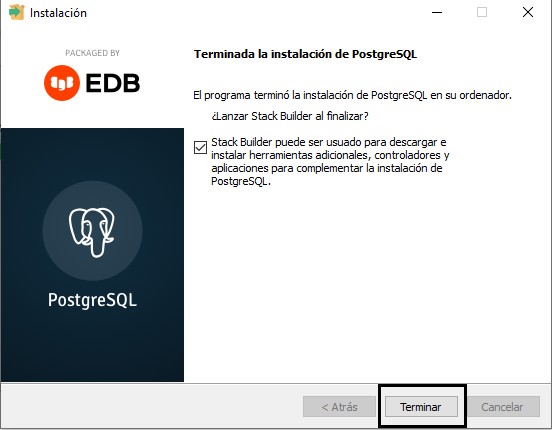 Instalación
PACKAGED BY
EDB
Terminada la instalación de PostgreSQL
El programa terminó la instalación de PostgreSQL en su ordenador.
¿Lanzar Stack Builder al finalizar?
Stack Builder puede ser usado para descargar e
instalar herramientas adicionales, controladores y
aplicaciones para complementar la instalación de
PostgreSQL.
PostgreSQL
< Atrás
Terminar
Cancelar